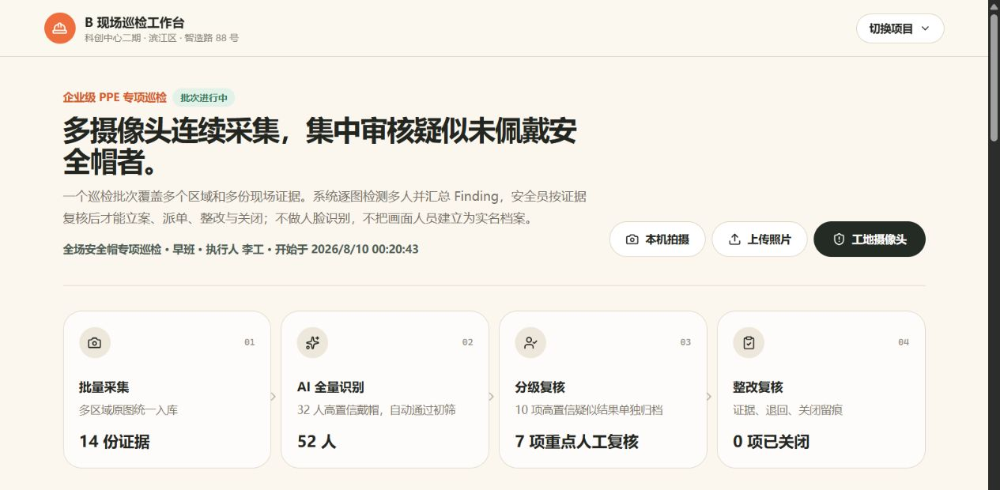 B 现场巡检工作台
科创中心二期 · 滨江区 · 智造路 88 号
切换项目
企业级 PPE 专项巡检 批次进行中
多摄像头连续采集，集中审核疑似未佩戴安
全帽者。
一个巡检批次覆盖多个区域和多份现场证据。系统逐图检测多人并汇总 Finding，安全员按证据
复核后才能立案、派单、整改与关闭；不做人脸识别，不把画面人员建立为实名档案。
全场安全帽专项巡检 · 早班 · 执行人 李工 · 开始于 2026/8/10 00:20:43
本机拍摄
上传照片
工地摄像头
01
批量采集
多区域原图统一入库
14 份证据
02
AI 全量识别
32 人高置信戴帽，自动通过初筛
52 人
03
分级复核
10 项高置信疑似结果单独归档
7 项重点人工复核
04
整改复核
证据、退回、关闭留痕
0 项已关闭